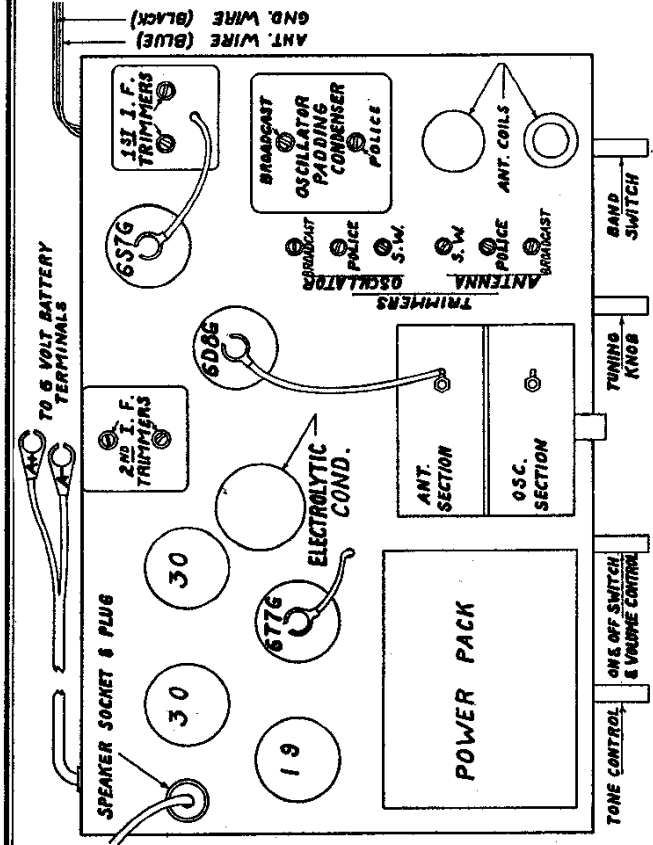 GND. WIRE (BLACK)
ANT. WIRE (BLUE)
1ST I. F.
TRIMMERS
BROADCAST
OSCILLATOR
PADDING
CONDENSER
POLICE
ANT. COILS
BAND
SWITCH
6S7G
BROADCAST
POLICE
S.W.
OSCILLATOR
S.W.
POLICE
BROADCAST
ANTENNA
TRIMMERS
TO 6 VOLT BATTERY
TERMINALS
6D8G
TUNING
KNOB
A+
A-
2ND I. F.
TRIMMERS
ELECTROLYTIC
COND.
ANT.
SECTION
OSC.
SECTION
30
6T7G
ON & OFF SWITCH
& VOLUME CONTROL
SPEAKER SOCKET & PLUG
30
19
POWER PACK
TONE CONTROL